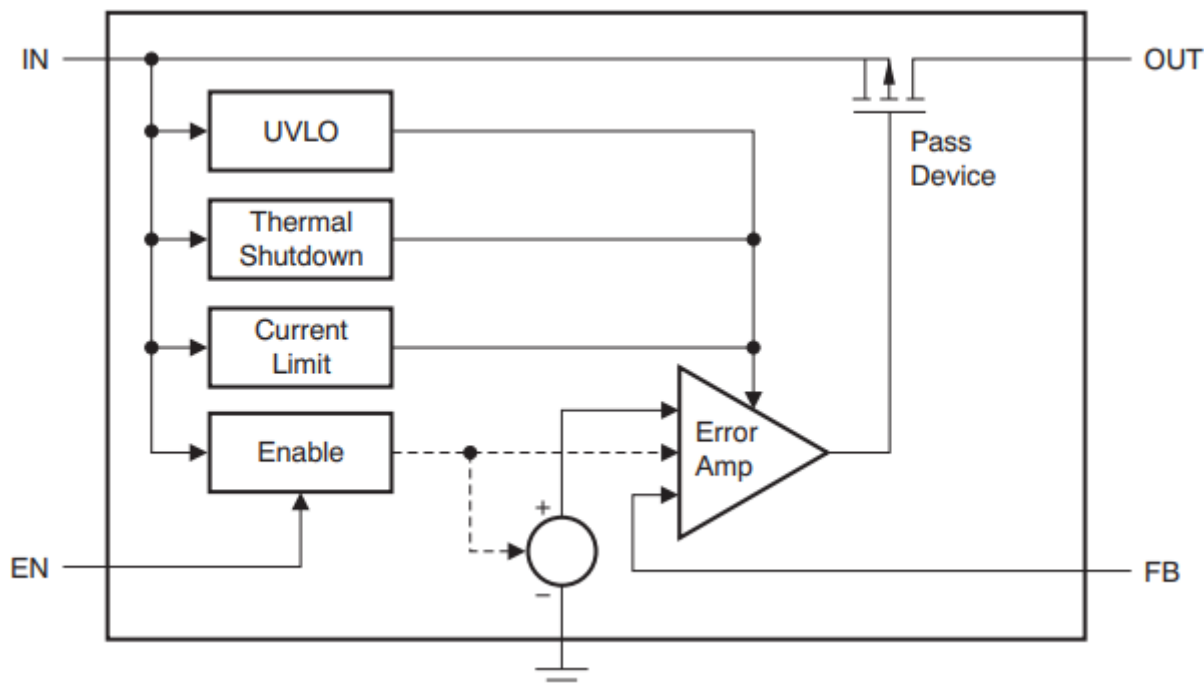 IN
OUT
UVLO
Pass
Device
Thermal
Shutdown
Current
Limit
Error
Amp
Enable
+
−
EN
FB